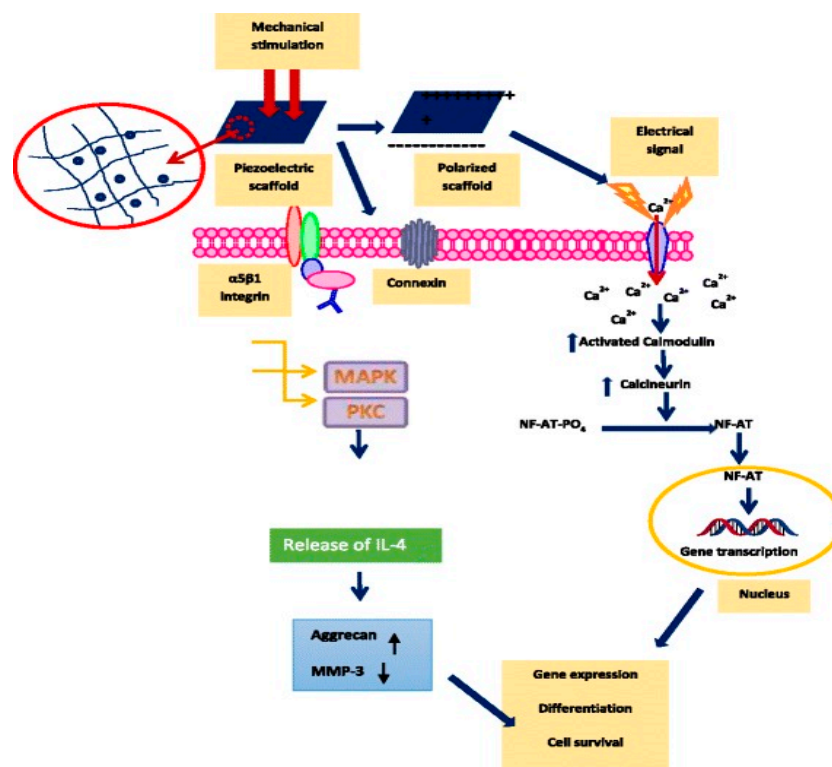 Mechanical
stimulation
+++++++++
+
--------------
Electrical
signal
Piezoelectric
scaffold
Polarized
scaffold
Ca²⁺
α5β1
integrin
Connexin
Ca²⁺ Ca²⁺ Ca²⁺ Ca²⁺ Ca²⁺
Ca²⁺
Activated Calmodulin
Calcineurin
MAPK
PKC
NF-AT-PO₄ NF-AT
NF-AT
Gene transcription
Nucleus
Release of IL-4
Aggrecan
MMP-3
Gene expression
Differentiation
Cell survival